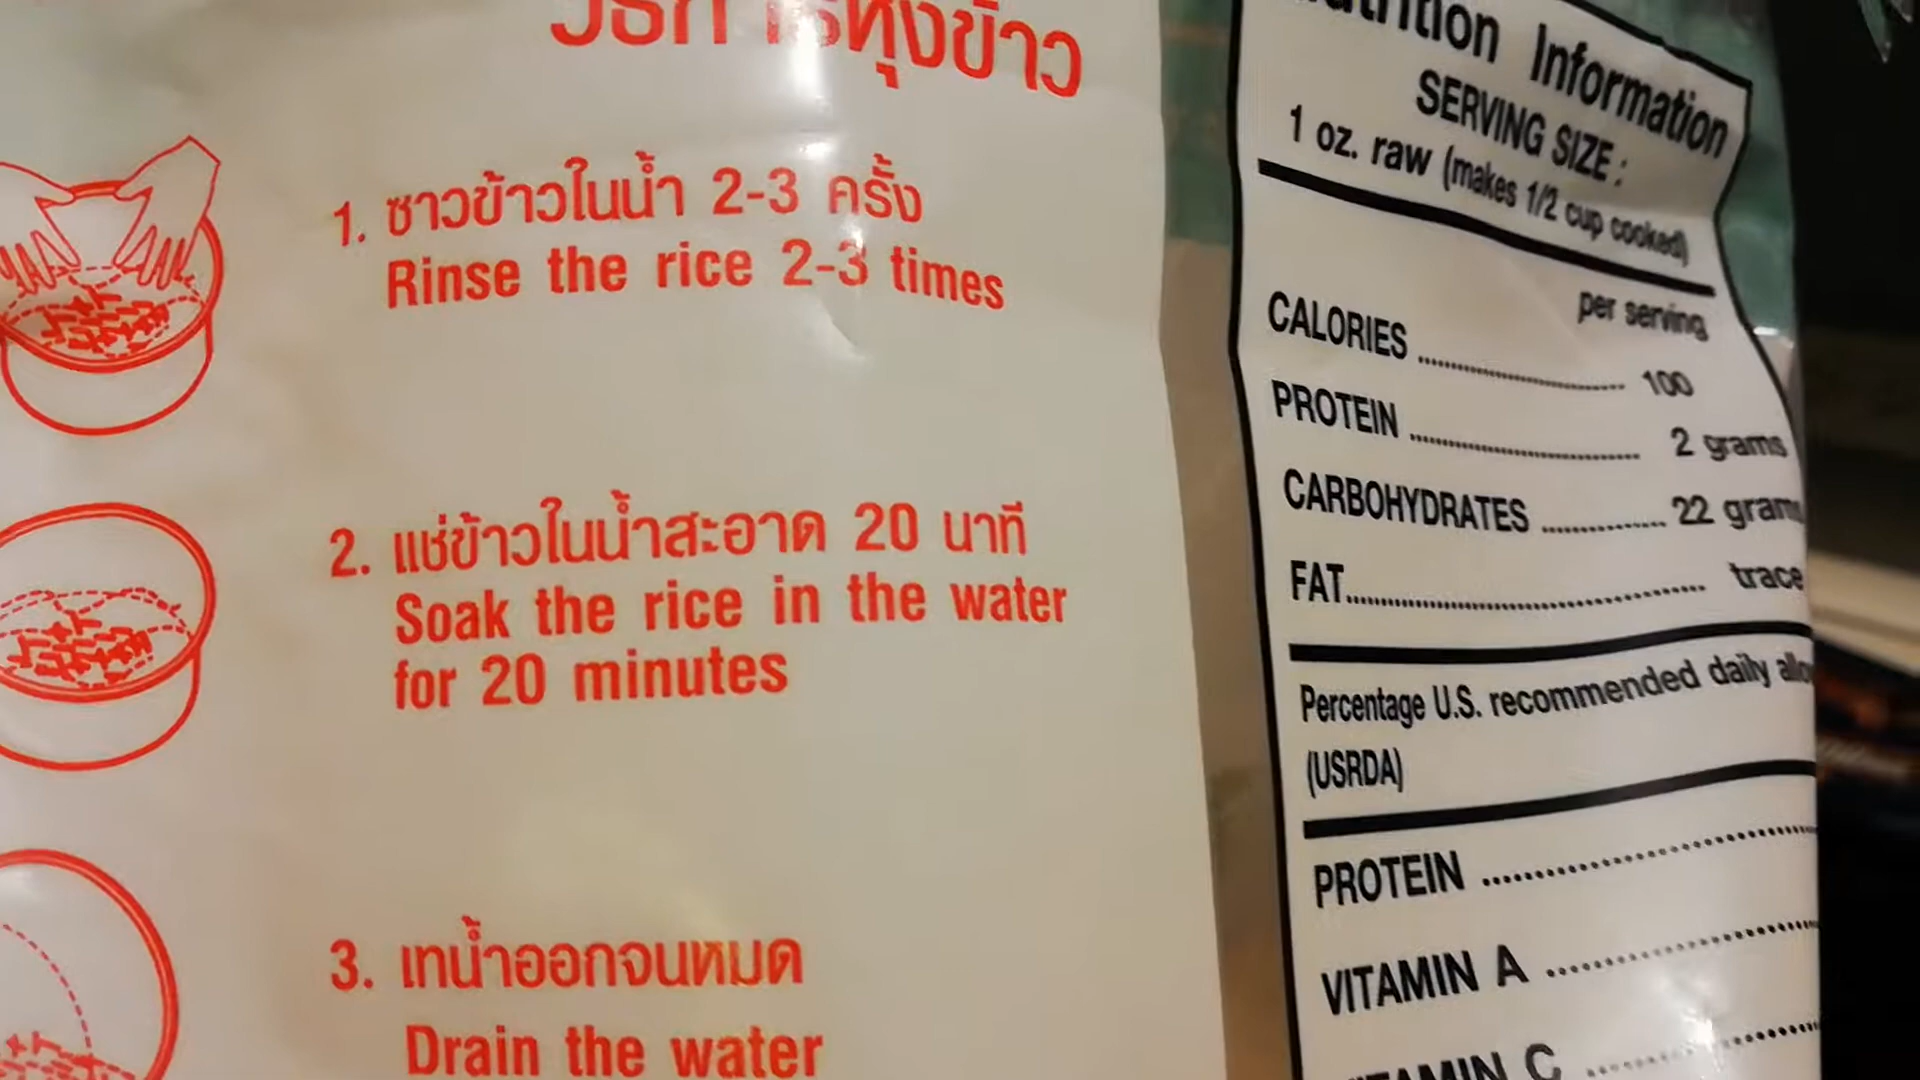 วิธีการหุงข้าว
1. ซาวข้าวในน้ำ 2-3 ครั้ง
Rinse the rice 2-3 times
2. แช่ข้าวในน้ำสะอาด 20 นาที
Soak the rice in the water
for 20 minutes
3. เทน้ำออกจนหมด
Drain the water
Nutrition Information
SERVING SIZE :
1 oz. raw (makes 1/2 cup cooked)
per serving
CALORIES ........................ 100
PROTEIN ........................ 2 grams
CARBOHYDRATES .............. 22 grams
FAT........................ trace
Percentage U.S. recommended daily
(USRDA)
PROTEIN ........................
VITAMIN A ........................
VITAMIN C ........................